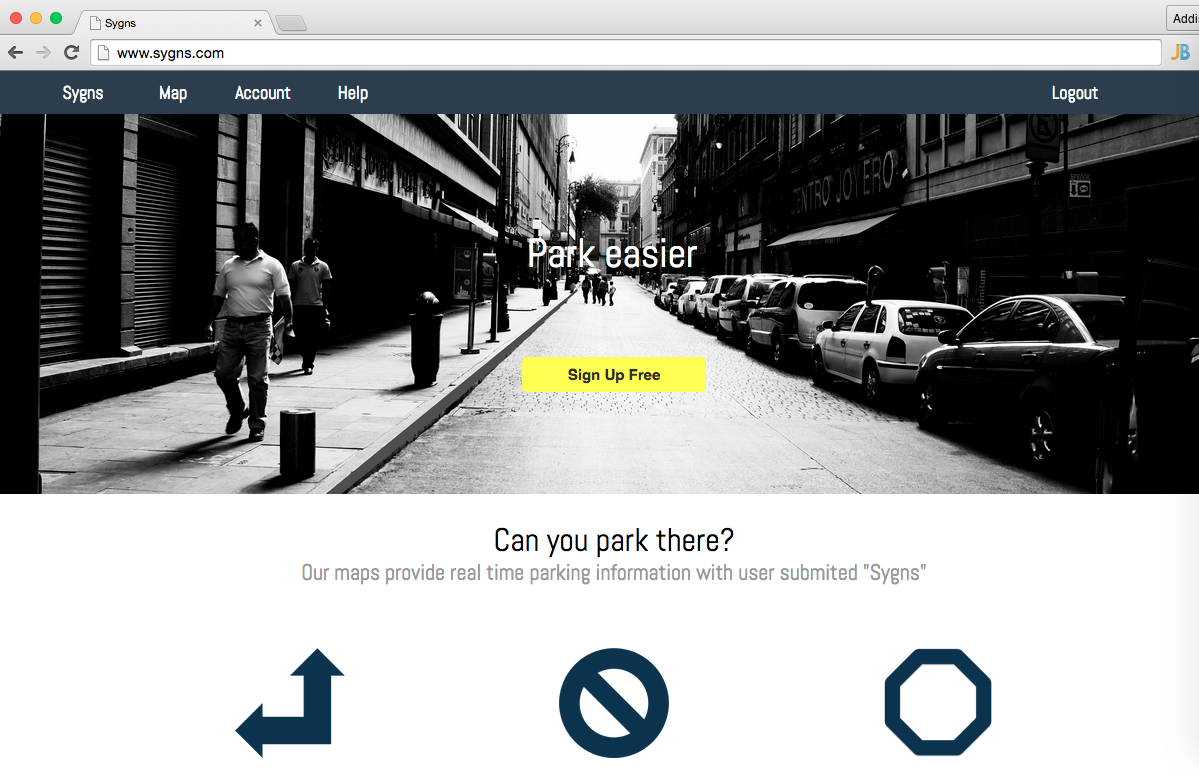 Sygns
Addi
www.sygns.com
JB
Sygns Map Account Help Logout
CENTRO JOYERO
Park easier
Sign Up Free
Can you park there?
Our maps provide real time parking information with user submited "Sygns"